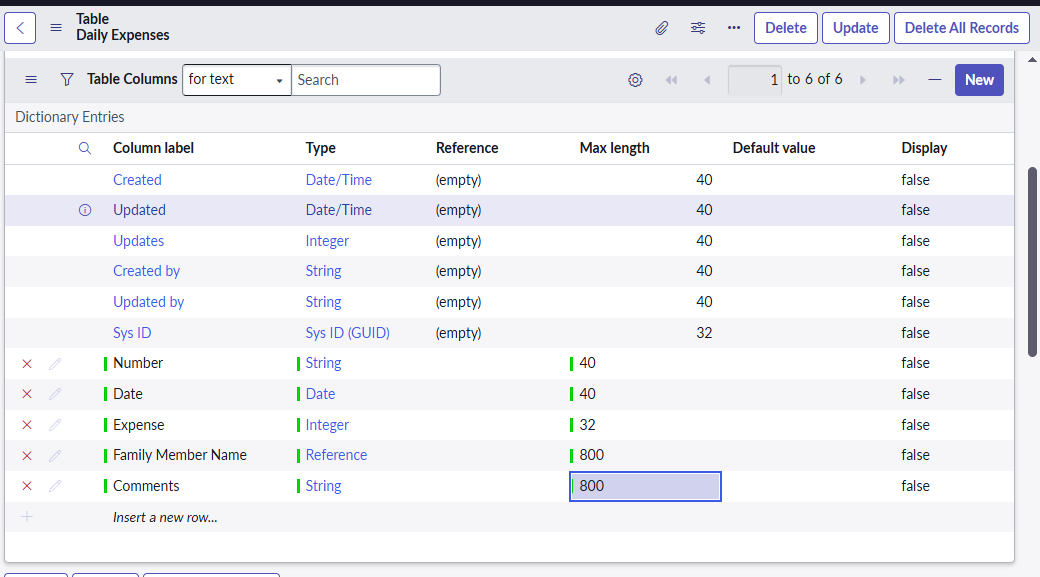 Table
Daily Expenses
Delete Update Delete All Records
Table Columns for text Search 1 to 6 of 6 New
Dictionary Entries
Column label Type Reference Max length Default value Display
Created Date/Time (empty) 40 false
Updated Date/Time (empty) 40 false
Updates Integer (empty) 40 false
Created by String (empty) 40 false
Updated by String (empty) 40 false
Sys ID Sys ID (GUID) (empty) 32 false
Number String 40 false
Date Date 40 false
Expense Integer 32 false
Family Member Name Reference 800 false
Comments String 800 false
Insert a new row...